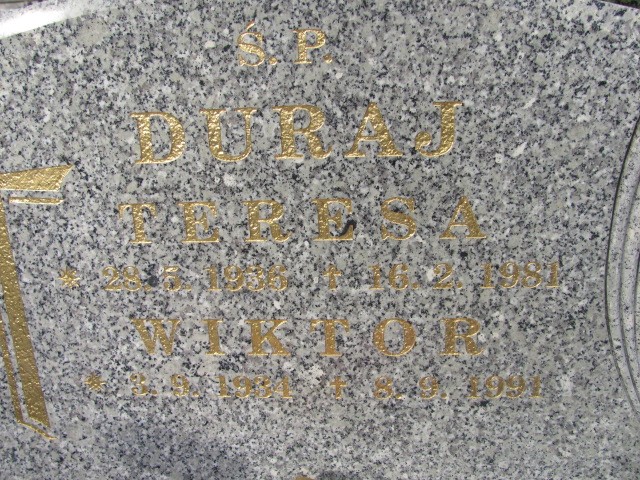 Ś. P.
DURAJ
TERESA
* 28. 5. 1936 † 16. 2. 1981
WIKTOR
* 3. 9. 1934 † 8. 9. 1991